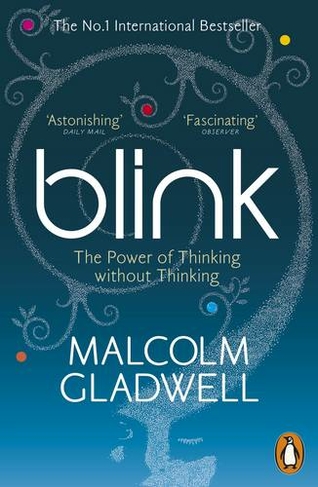 The No.1 International Bestseller
'Astonishing'
DAILY MAIL
'Fascinating'
OBSERVER
blink
The Power of Thinking
without Thinking
MALCOLM
GLADWELL